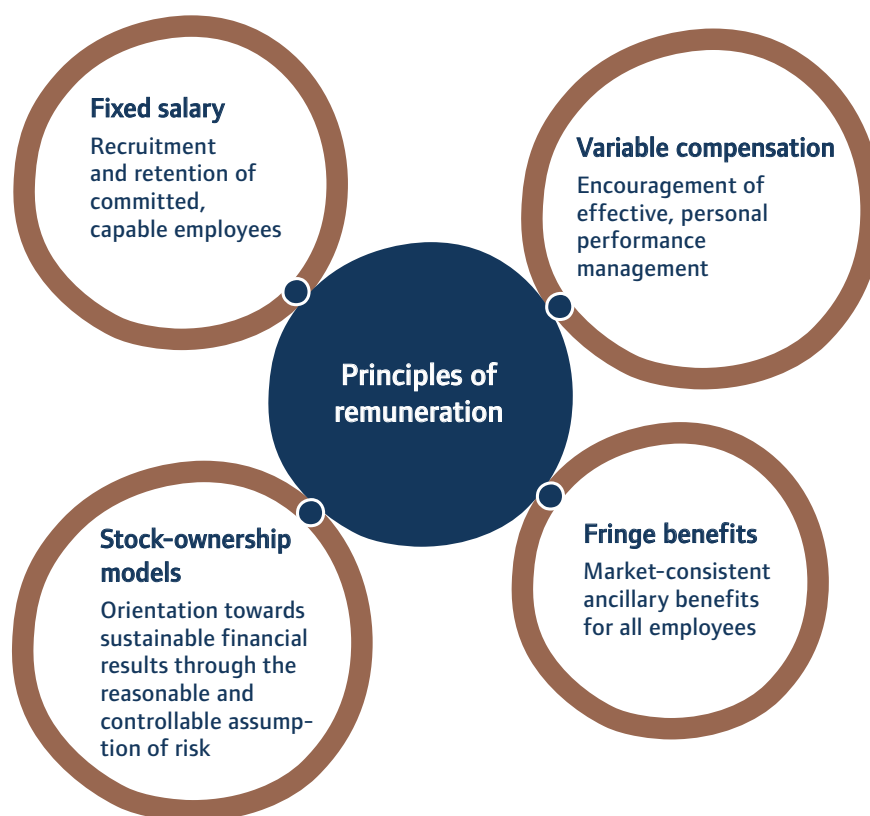 Fixed salary
Recruitment
and retention of
committed,
capable employees
Variable compensation
Encouragement of
effective, personal
performance
management
Principles of
remuneration
Stock-ownership
models
Orientation towards
sustainable financial
results through the
reasonable and
controllable assump-
tion of risk
Fringe benefits
Market-consistent
ancillary benefits
for all employees